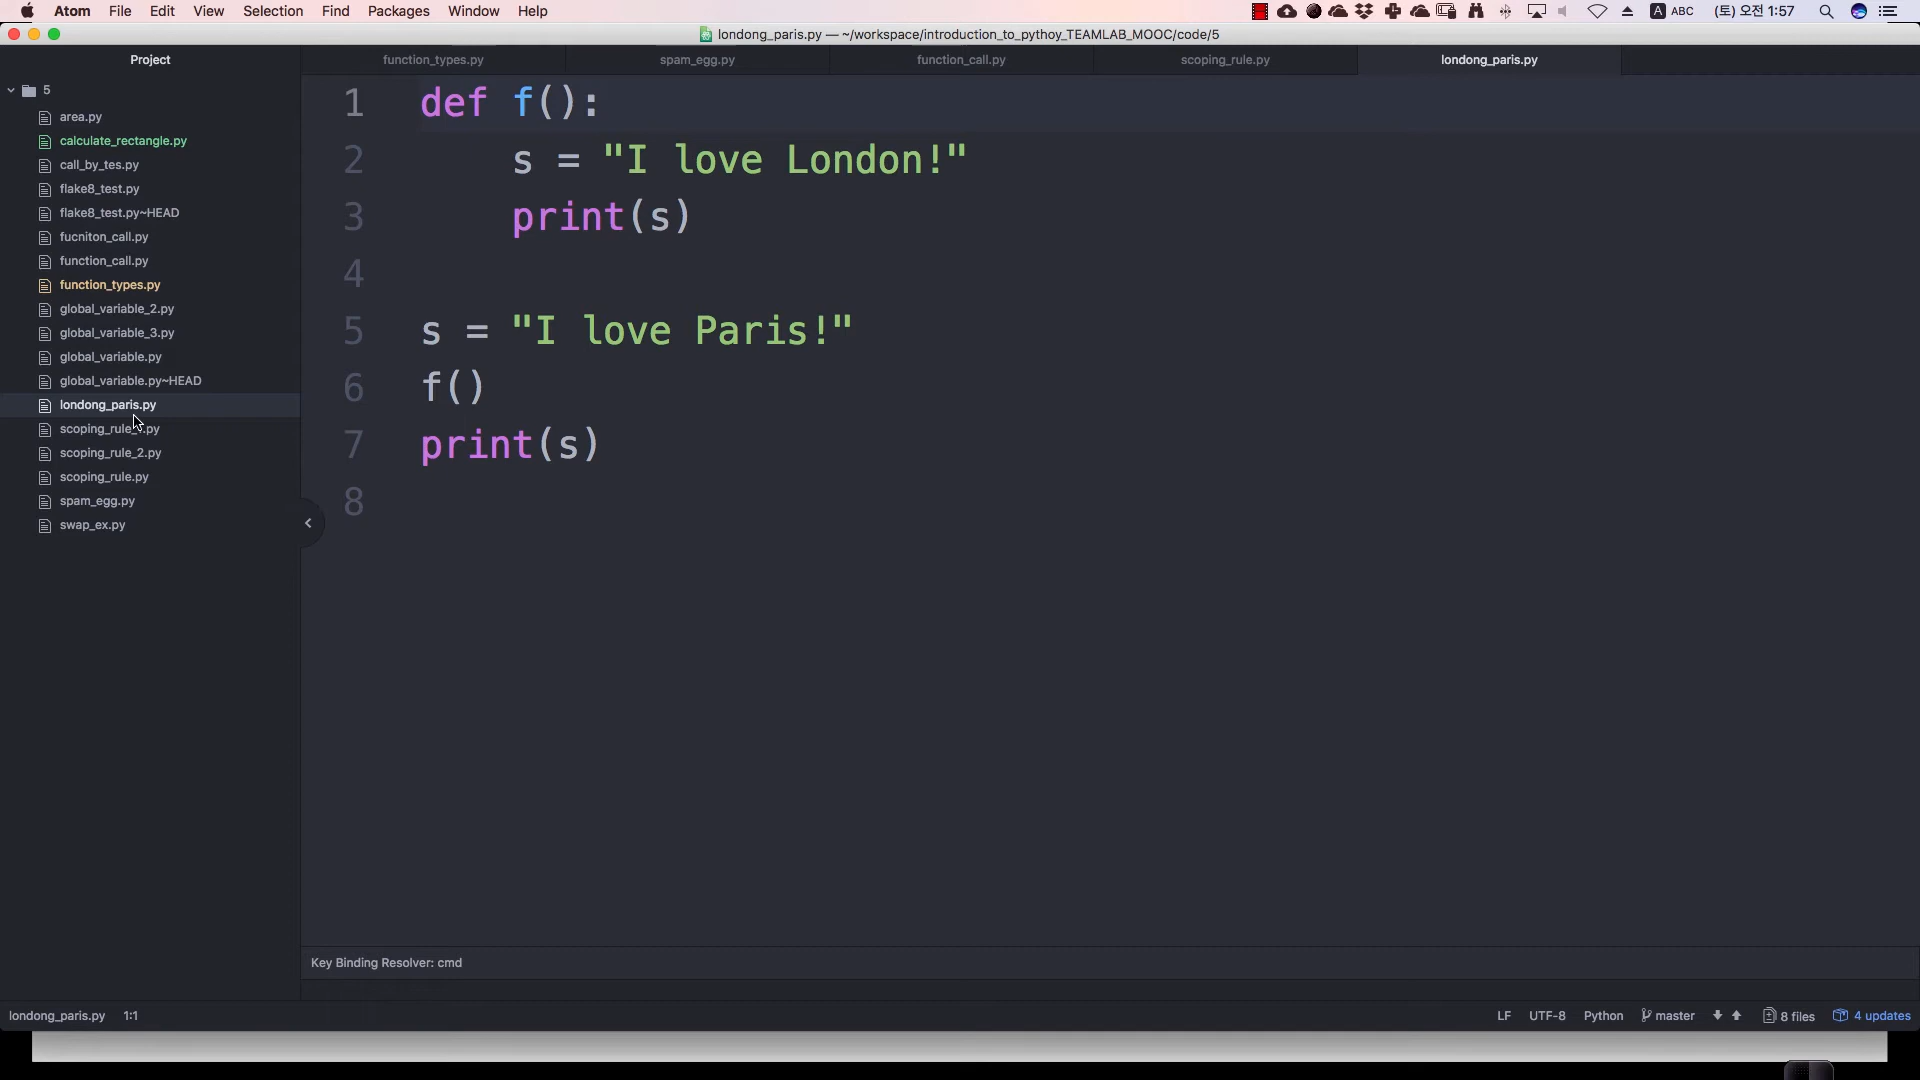 Atom File Edit View Selection Find Packages Window Help A ABC (토) 오전 1:57
londong_paris.py — ~/workspace/introduction_to_pythoy_TEAMLAB_MOOC/code/5
Project function_types.py spam_egg.py function_call.py scoping_rule.py londong_paris.py
5
area.py
calculate_rectangle.py
call_by_tes.py
flake8_test.py
flake8_test.py~HEAD
fucniton_call.py
function_call.py
function_types.py
global_variable_2.py
global_variable_3.py
global_variable.py
global_variable.py~HEAD
londong_paris.py
scoping_rule_2.py
scoping_rule.py
spam_egg.py
swap_ex.py
1 def f():
2 s = "I love London!"
3 print(s)
4
5 s = "I love Paris!"
6 f()
7 print(s)
8
Key Binding Resolver: cmd
londong_paris.py 1:1 LF UTF-8 Python master 8 files 4 updates